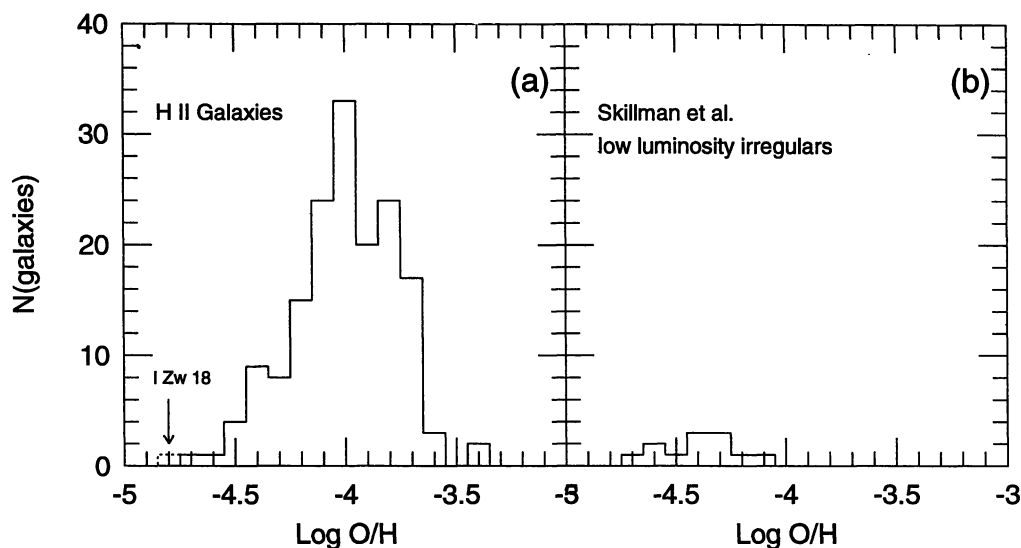 40
30
20
10
0
N(galaxies)
(a)
H II Galaxies
I Zw 18
-5
-4.5
-4
-3.5
Log O/H
(b)
Skillman et al.
low luminosity irregulars
-5
-4.5
-4
-3.5
-3
Log O/H